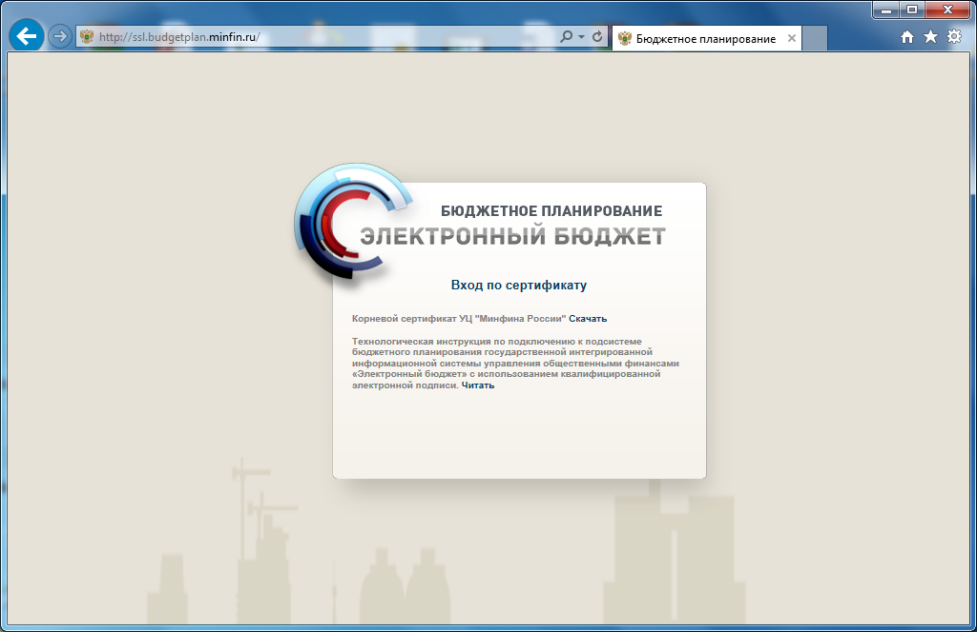 http://ssl.budgetplan.minfin.ru/
Бюджетное планирование
БЮДЖЕТНОЕ ПЛАНИРОВАНИЕ
ЭЛЕКТРОННЫЙ БЮДЖЕТ
Вход по сертификату
Корневой сертификат УЦ "Минфина России" Скачать
Технологическая инструкция по подключению к подсистеме
бюджетного планирования государственной интегрированной
информационной системы управления общественными финансами
«Электронный бюджет» с использованием квалифицированной
электронной подписи. Читать